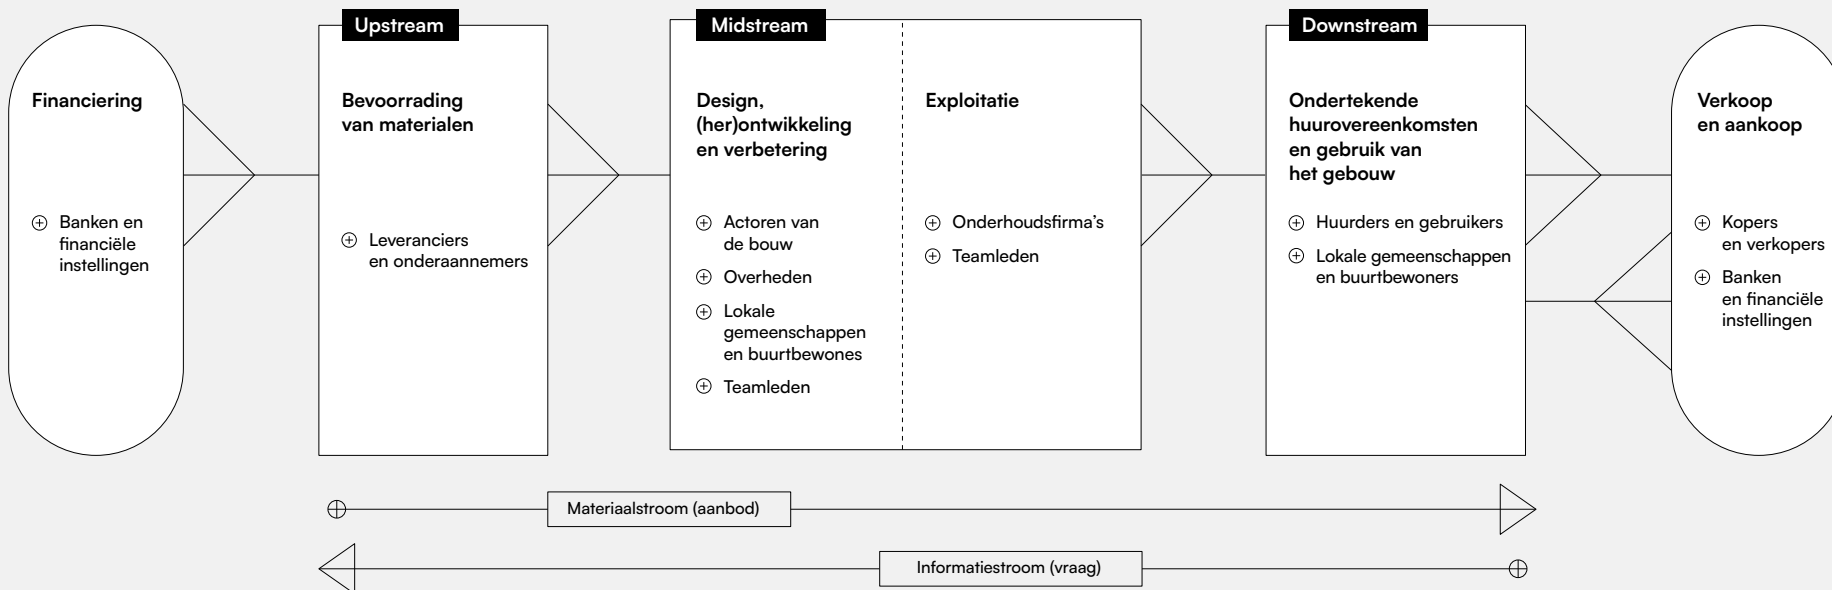 Financiering
Banken en
financiële
instellingen
Upstream
Bevoorrading
van materialen
Leveranciers
en onderaannemers
Midstream
Design,
(her)ontwikkeling
en verbetering
Actoren van
de bouw
Overheden
Lokale
gemeenschappen
en buurtbewones
Teamleden
Exploitatie
Onderhoudsfirma's
Teamleden
Downstream
Ondertekende
huurovereenkomsten
en gebruik van
het gebouw
Huurders en gebruikers
Lokale gemeenschappen
en buurtbewoners
Verkoop
en aankoop
Kopers
en verkopers
Banken
en financiële
instellingen
Materiaalstroom (aanbod)
Informatiestroom (vraag)